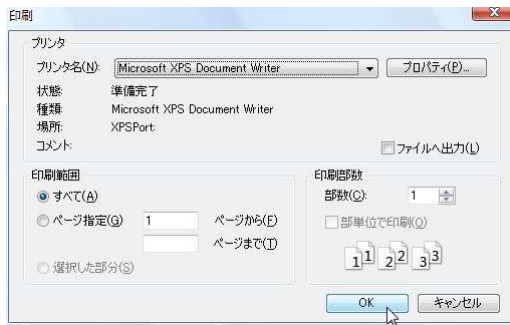 印刷
プリンタ
プリンタ名(N): Microsoft XPS Document Writer プロパティ(P)...
状態: 準備完了
種類: Microsoft XPS Document Writer
場所: XPSPort:
コメント: ファイルへ出力(L)
印刷範囲
すべて(A)
ページ指定(G) 1 ページから(F)
ページまで(T)
選択した部分(S)
印刷部数
部数(C): 1
部単位で印刷(O)
1 1 2 2 3 3
OK キャンセル